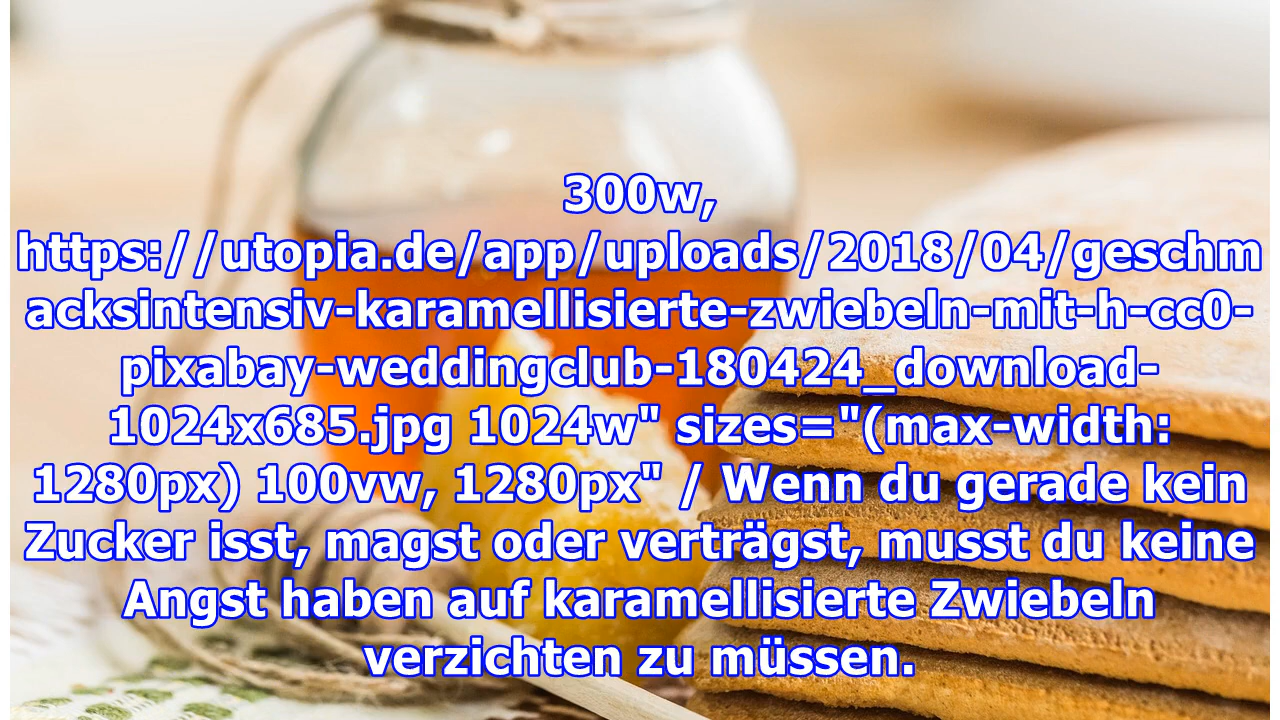 300w,
https://utopia.de/app/uploads/2018/04/geschm
acksintensiv-karamellisierte-zwiebeln-mit-h-cc0-
pixabay-weddingclub-180424_download-
1024x685.jpg 1024w" sizes="(max-width:
1280px) 100vw, 1280px" / Wenn du gerade kein
Zucker isst, magst oder verträgst, musst du keine
Angst haben auf karamellisierte Zwiebeln
verzichten zu müssen.